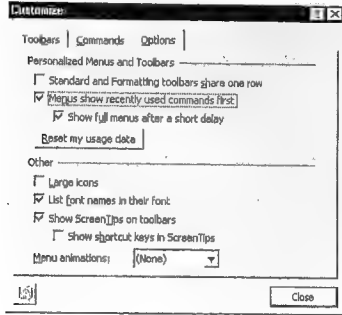 Customize
Toolbars Commands Options
Personalized Menus and Toolbars
Standard and Formatting toolbars share one row
Menus show recently used commands first
Show full menus after a short delay
Reset my usage data
Other
Large icons
List font names in their font
Show ScreenTips on toolbars
Show shortcut keys in ScreenTips
Menu animations: (None)
Close